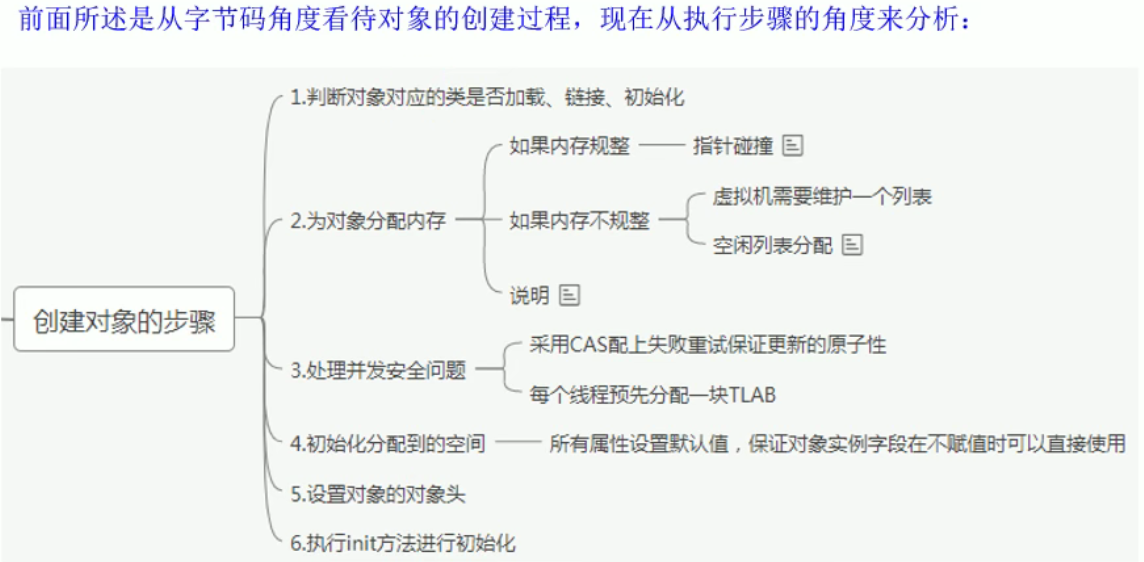 前面所述是从字节码角度看待对象的创建过程，现在从执行步骤的角度来分析：
创建对象的步骤
1.判断对象对应的类是否加载、链接、初始化
2.为对象分配内存
如果内存规整
指针碰撞
如果内存不规整
虚拟机需要维护一个列表
空闲列表分配
说明
3.处理并发安全问题
采用CAS配上失败重试保证更新的原子性
每个线程预先分配一块TLAB
4.初始化分配到的空间
所有属性设置默认值，保证对象实例字段在不赋值时可以直接使用
5.设置对象的对象头
6.执行init方法进行初始化